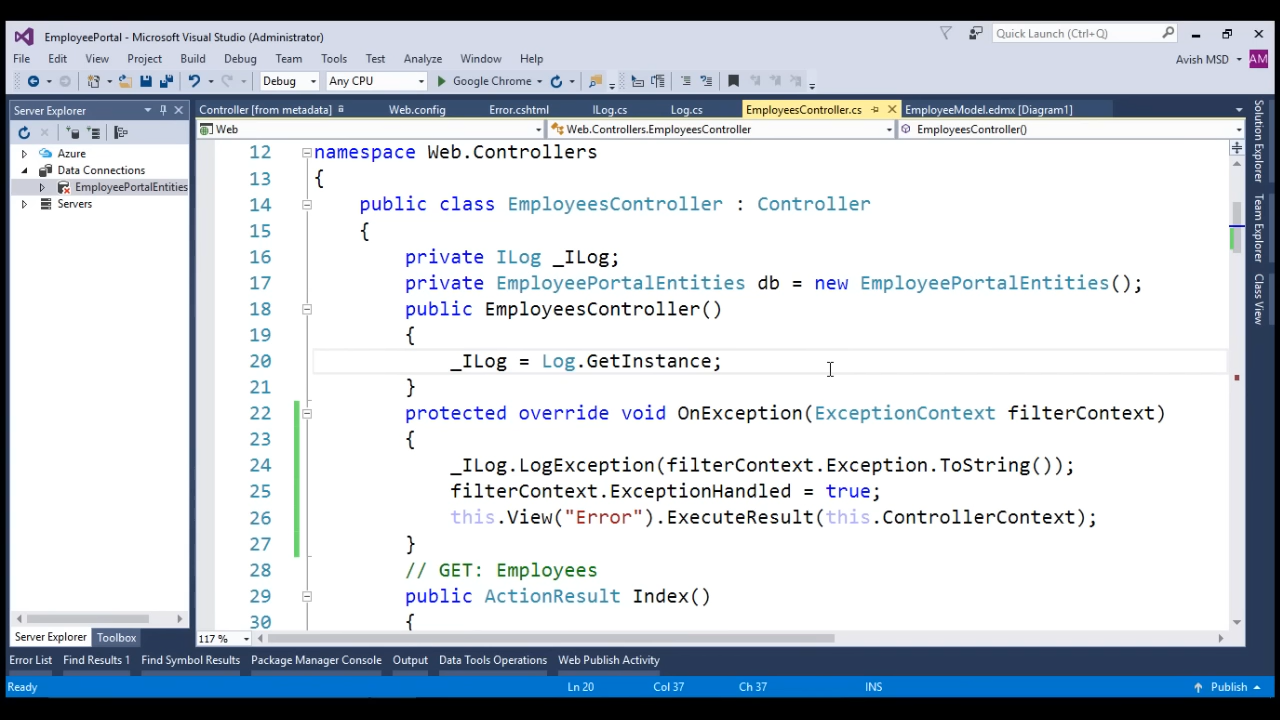 EmployeePortal - Microsoft Visual Studio (Administrator)
Quick Launch (Ctrl+Q)
File Edit View Project Build Debug Team Tools Test Analyze Window Help
Avish MSD AM
Debug Any CPU Google Chrome
Server Explorer
Controller [from metadata] Web.config Error.cshtml ILog.cs Log.cs EmployeesController.cs EmployeeModel.edmx [Diagram1]
Web Web.Controllers.EmployeesController EmployeesController()
Azure
Data Connections
EmployeePortalEntities
Servers
12 namespace Web.Controllers
13 {
14 public class EmployeesController : Controller
15 {
16 private ILog _ILog;
17 private EmployeePortalEntities db = new EmployeePortalEntities();
18 public EmployeesController()
19 {
20 _ILog = Log.GetInstance;
21 }
22 protected override void OnException(ExceptionContext filterContext)
23 {
24 _ILog.LogException(filterContext.Exception.ToString());
25 filterContext.ExceptionHandled = true;
26 this.View("Error").ExecuteResult(this.ControllerContext);
27 }
28 // GET: Employees
29 public ActionResult Index()
30 {
Solution Explorer
Team Explorer
Class View
Server Explorer Toolbox
117 %
Error List Find Results 1 Find Symbol Results Package Manager Console Output Data Tools Operations Web Publish Activity
Ready Ln 20 Col 37 Ch 37 INS Publish